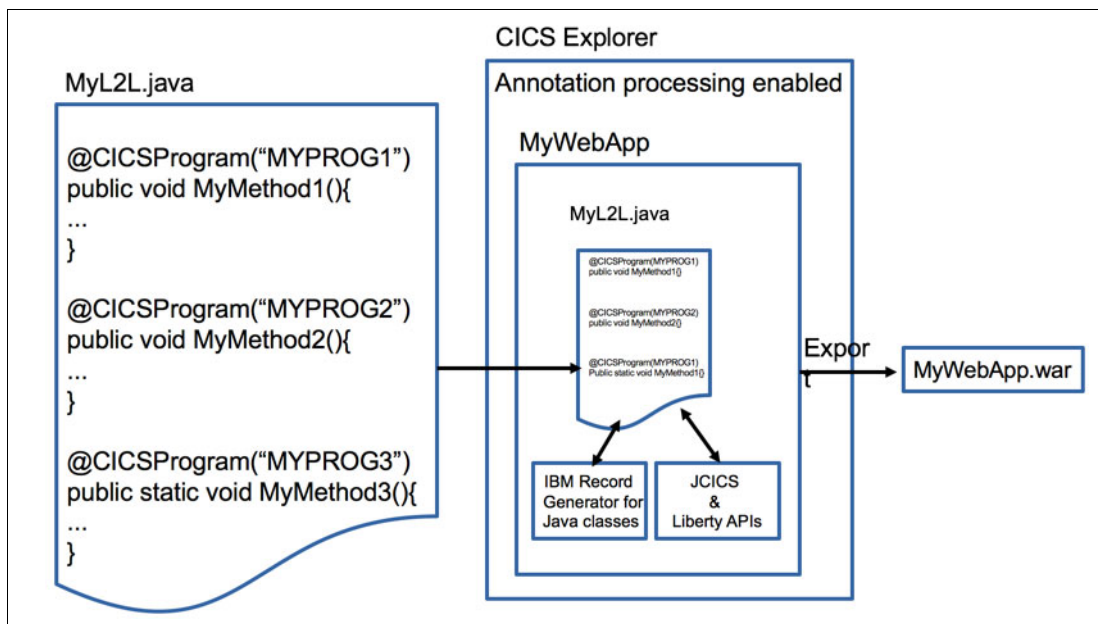 MyL2L.java
@CICSProgram(“MYPROG1”)
public void MyMethod1(){
...
}
@CICSProgram(“MYPROG2”)
public void MyMethod2(){
...
}
@CICSProgram(“MYPROG3”)
public static void MyMethod3(){
...
}
CICS Explorer
Annotation processing enabled
MyWebApp
MyL2L.java
@CICSProgram(MYPROG1)
public void MyMethod1{}
@CICSProgram(MYPROG2)
public void MyMethod2{}
@CICSProgram(MYPROG1)
Public static void MyMethod1{}
IBM Record
Generator for
Java classes
JCICS
&
Liberty APIs
Expor
t
MyWebApp.war